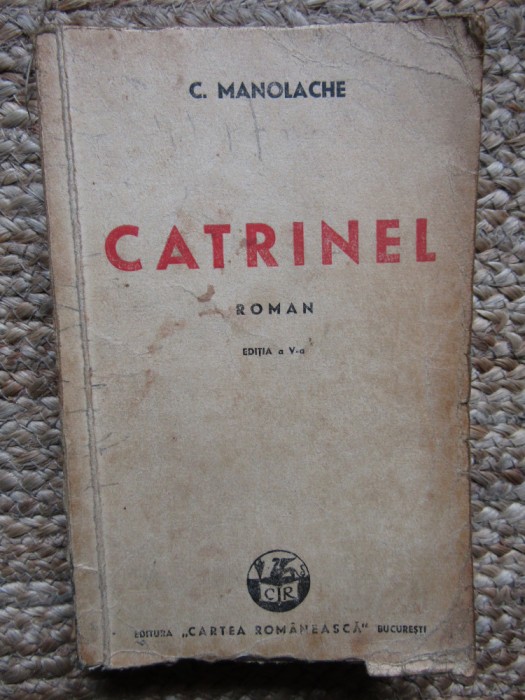 C. MANOLACHE
CATRINEL
ROMAN
EDIȚIA a V-a
CR
EDITURA „CARTEA ROMÂNEASCĂ" BUCUREȘTI